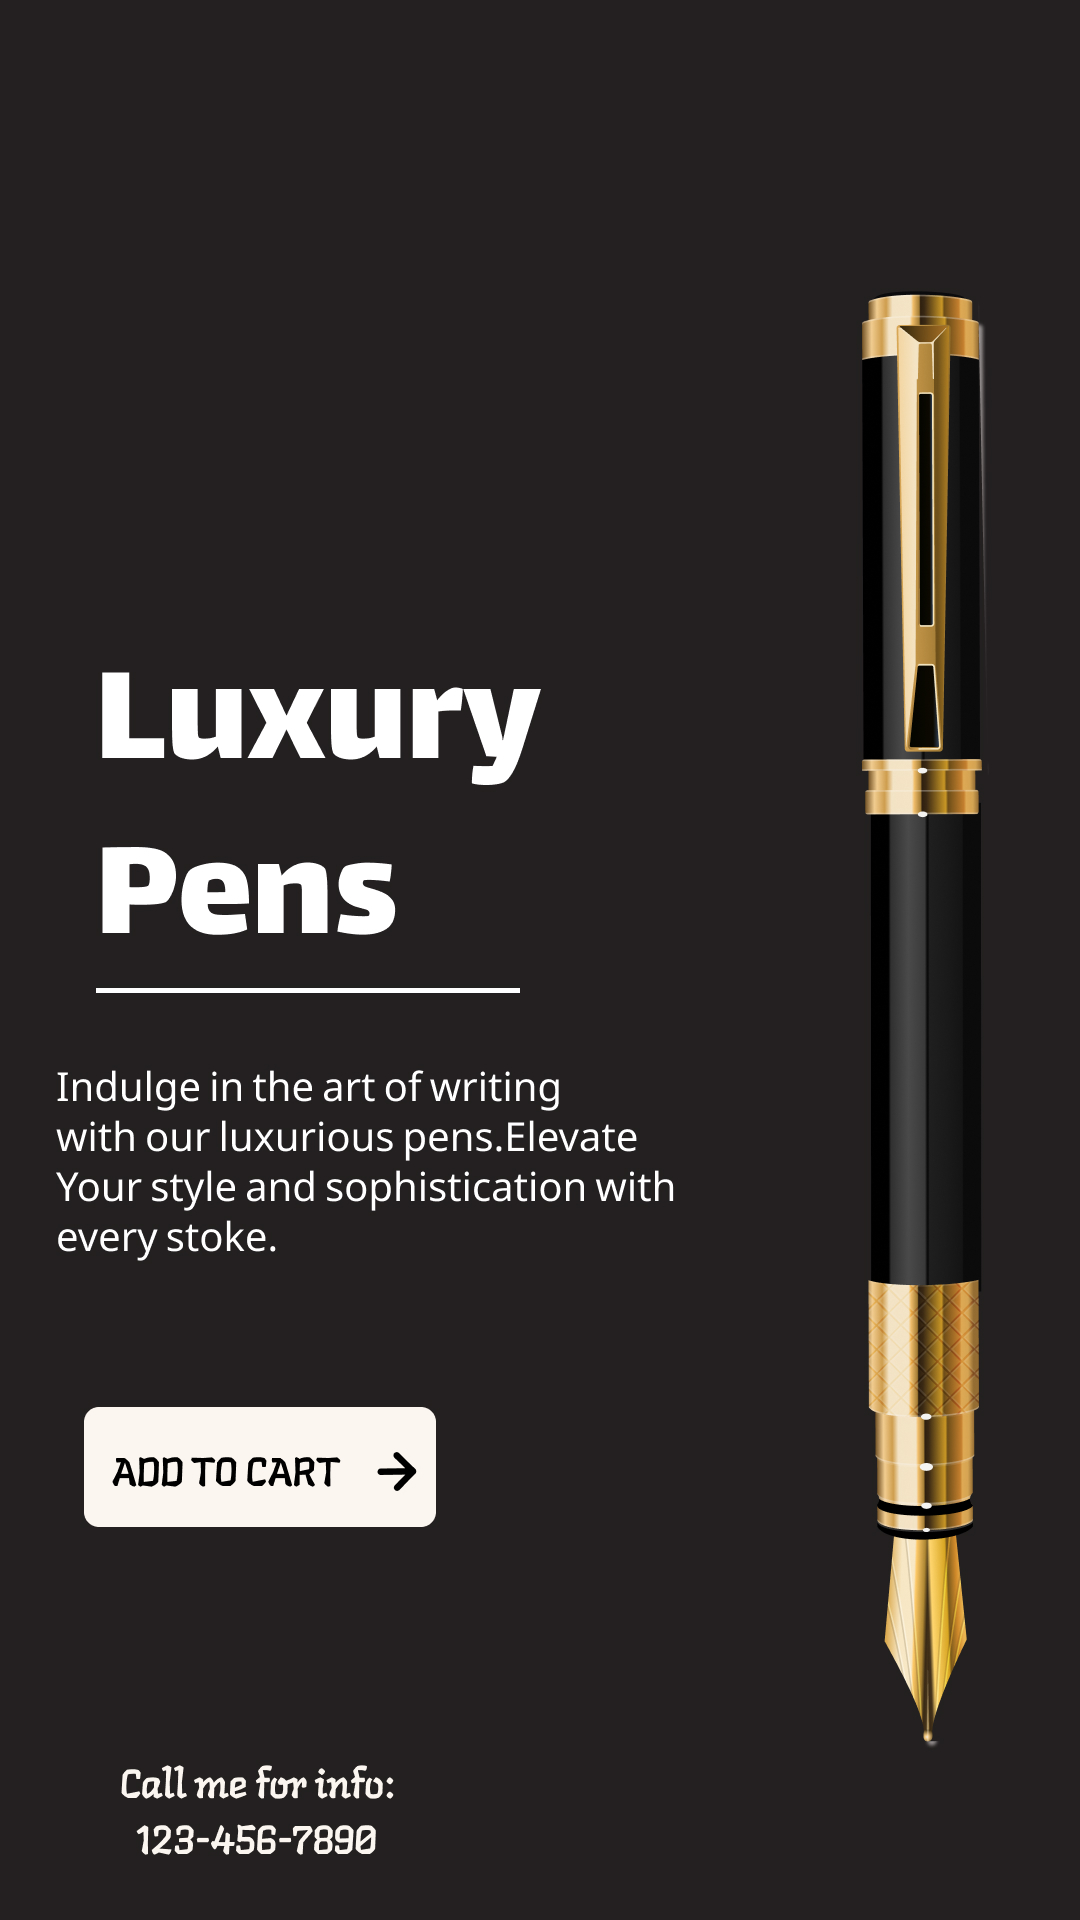 Luxury
Pens
Indulge in the art of writing
with our luxurious pens.Elevate
Your style and sophistication with
every stoke.
ADD TO CART
Call me for info:
123-456-7890